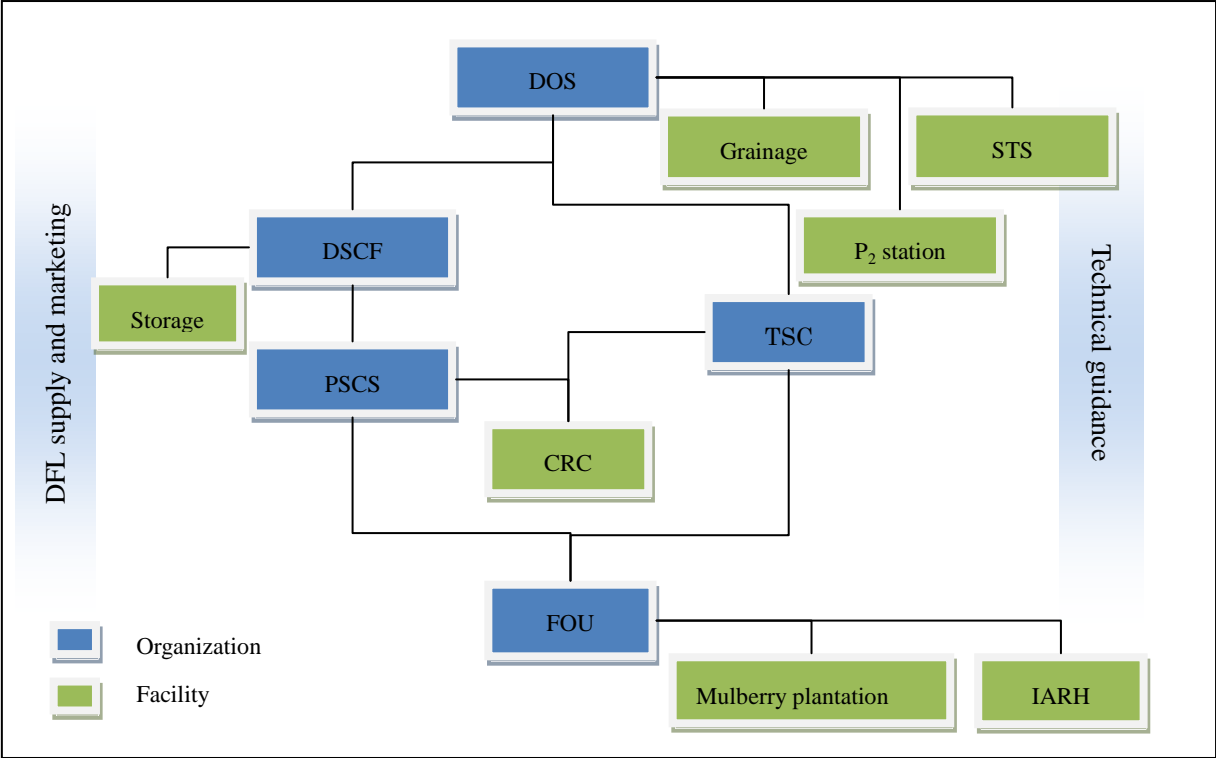 DOS
Grainage
STS
DSCF
P₂ station
Storage
TSC
PSCS
CRC
FOU
Mulberry plantation
IARH
DFL supply and marketing
Technical guidance
Organization
Facility